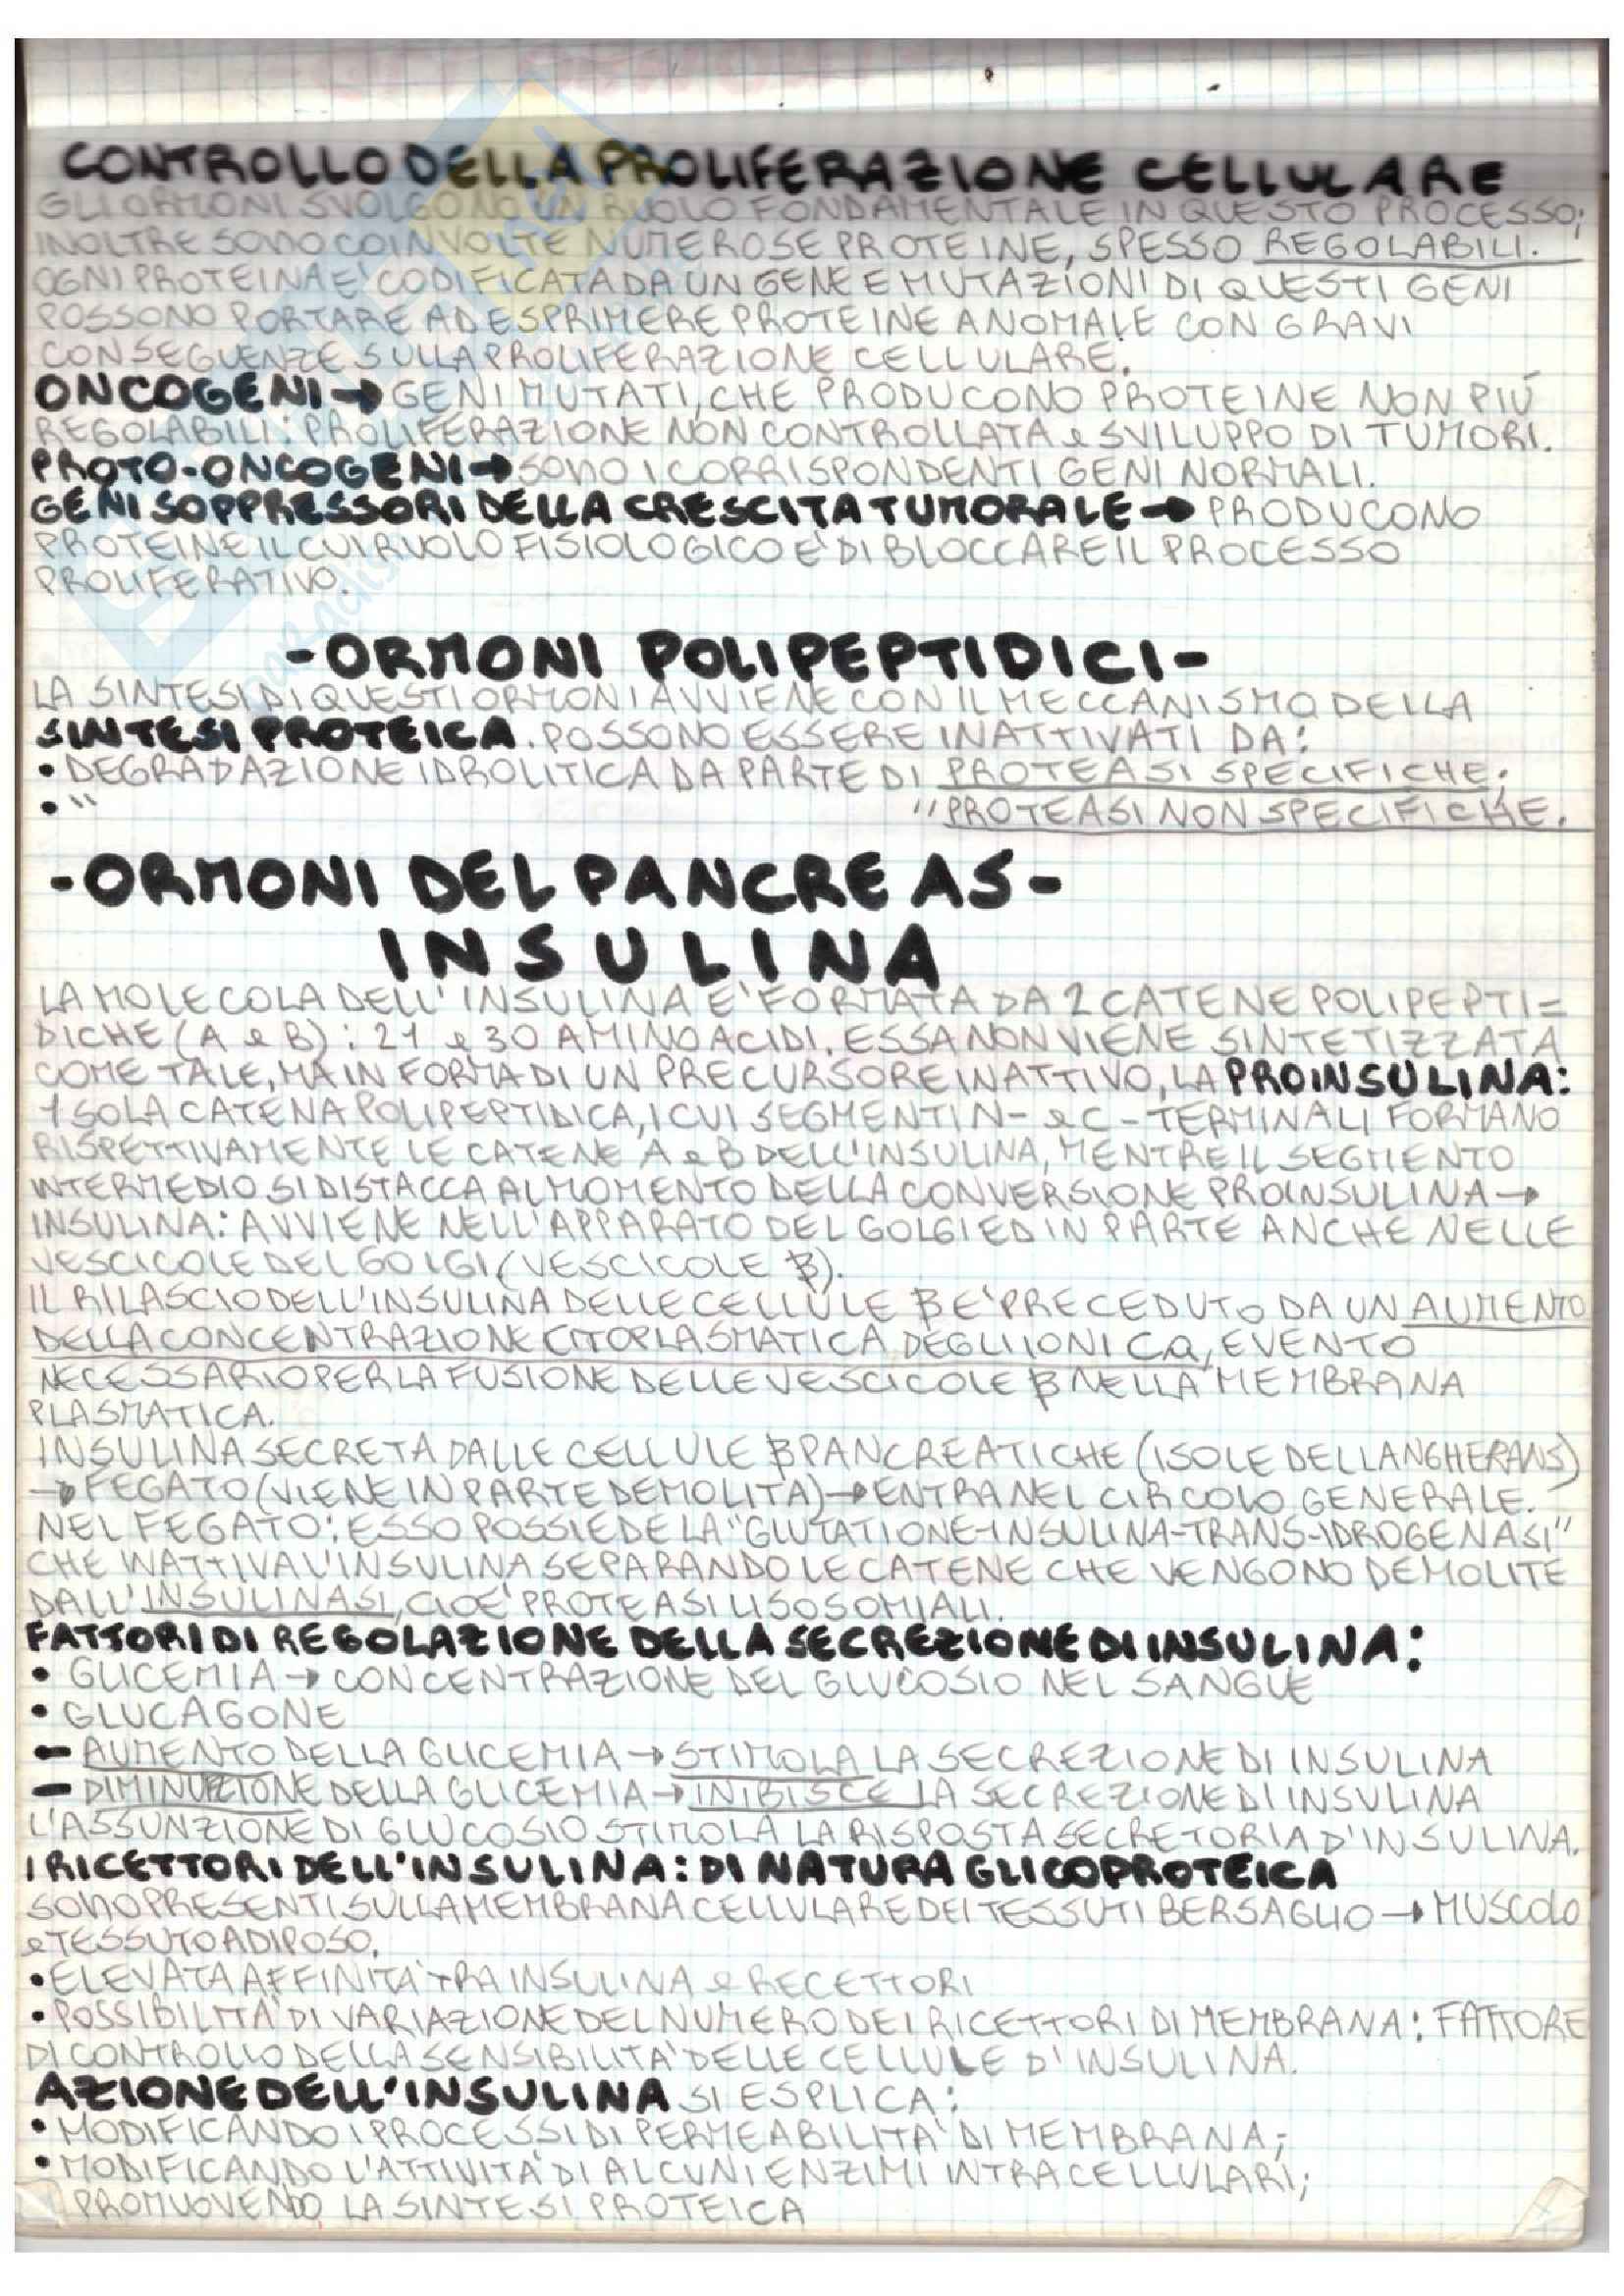 CONTROLLO DELLA PROLIFERAZIONE CELLULARE
GLI ORMONI SVOLGONO UN RUOLO FONDAMENTALE IN QUESTO PROCESSO;
INOLTRE SONO COINVOLTE NUMEROSE PROTEINE, SPESSO REGOLABILI.
OGNI PROTEINA E' CODIFICATA DA UN GENE E MUTAZIONI DI QUESTI GENI
POSSONO PORTARE AD ESPRIMERE PROTEINE ANOMALE CON GRAVI
CONSEGUENZE SULLA PROLIFERAZIONE CELLULARE.
ONCOGENI → GENI MUTATI, CHE PRODUCONO PROTEINE NON PIÚ
REGOLABILI: PROLIFERAZIONE NON CONTROLLATA e SVILUPPO DI TUMORI.
PROTO-ONCOGENI → SONO I CORRISPONDENTI GENI NORMALI.
GENI SOPPRESSORI DELLA CRESCITA TUMORALE → PRODUCONO
PROTEINE IL CUI RUOLO FISIOLOGICO E' DI BLOCCARE IL PROCESSO
PROLIFERATIVO.
-ORMONI POLIPEPTIDICI-
LA SINTESI DI QUESTI ORMONI AVVIENE CON IL MECCANISMO DELLA
SINTESI PROTEICA. POSSONO ESSERE INATTIVATI DA:
• DEGRADAZIONE IDROLITICA DA PARTE DI PROTEASI SPECIFICHE;
• " " PROTEASI NON SPECIFICHE.
-ORMONI DEL PANCREAS-
INSULINA
LA MOLECOLA DELL'INSULINA E' FORMATA DA 2 CATENE POLIPEPTI=
DICHE (A e B): 21 e 30 AMINOACIDI. ESSA NON VIENE SINTETIZZATA
COME TALE, MA IN FORMA DI UN PRECURSORE INATTIVO, LA PROINSULINA:
1 SOLA CATENA POLIPEPTIDICA, I CUI SEGMENTI N- e C-TERMINALI FORMANO
RISPETTIVAMENTE LE CATENE A e B DELL'INSULINA, MENTRE IL SEGMENTO
INTERMEDIO SI DISTACCA AL MOMENTO DELLA CONVERSIONE PROINSULINA →
INSULINA: AVVIENE NELL'APPARATO DEL GOLGI ED IN PARTE ANCHE NELLE
VESCICOLE DEL GOLGI (VESCICOLE β).
IL RILASCIO DELL'INSULINA DELLE CELLULE β E' PRECEDUTO DA UN AUMENTO
DELLA CONCENTRAZIONE CITOPLASMATICA DEGLI IONI Ca, EVENTO
NECESSARIO PER LA FUSIONE DELLE VESCICOLE β NELLA MEMBRANA
PLASMATICA.
INSULINA SECRETA DALLE CELLULE β PANCREATICHE (ISOLE DEL LANGHERANS)
→ FEGATO (VIENE IN PARTE DEMOLITA) → ENTRA NEL CIRCOLO GENERALE.
NEL FEGATO: ESSO POSSIEDE LA "GLUTATIONE-INSULINA-TRANS-IDROGENASI"
CHE INATTIVA L'INSULINA SEPARANDO LE CATENE CHE VENGONO DEMOLITE
DALL'INSULINASI, CIOE' PROTEASI LISOSOMIALI.
FATTORI DI REGOLAZIONE DELLA SECREZIONE DI INSULINA:
• GLICEMIA → CONCENTRAZIONE DEL GLUCOSIO NEL SANGUE
• GLUCAGONE
- AUMENTO DELLA GLICEMIA → STIMOLA LA SECREZIONE DI INSULINA
- DIMINUZIONE DELLA GLICEMIA → INIBISCE LA SECREZIONE DI INSULINA
L'ASSUNZIONE DI GLUCOSIO STIMOLA LA RISPOSTA SECRETORIA D'INSULINA.
I RICETTORI DELL'INSULINA: DI NATURA GLICOPROTEICA
SONO PRESENTI SULLA MEMBRANA CELLULARE DEI TESSUTI BERSAGLIO → MUSCOLO
e TESSUTO ADIPOSO.
• ELEVATA AFFINITA' TRA INSULINA e RECETTORI
• POSSIBILITA' DI VARIAZIONE DEL NUMERO DEI RICETTORI DI MEMBRANA: FATTORE
DI CONTROLLO DELLA SENSIBILITA' DELLE CELLULE D'INSULINA.
AZIONE DELL'INSULINA SI ESPLICA:
• MODIFICANDO I PROCESSI DI PERMEABILITA' DI MEMBRANA;
• MODIFICANDO L'ATTIVITA' DI ALCUNI ENZIMI INTRACELLULARI;
PROMUOVENDO LA SINTESI PROTEICA